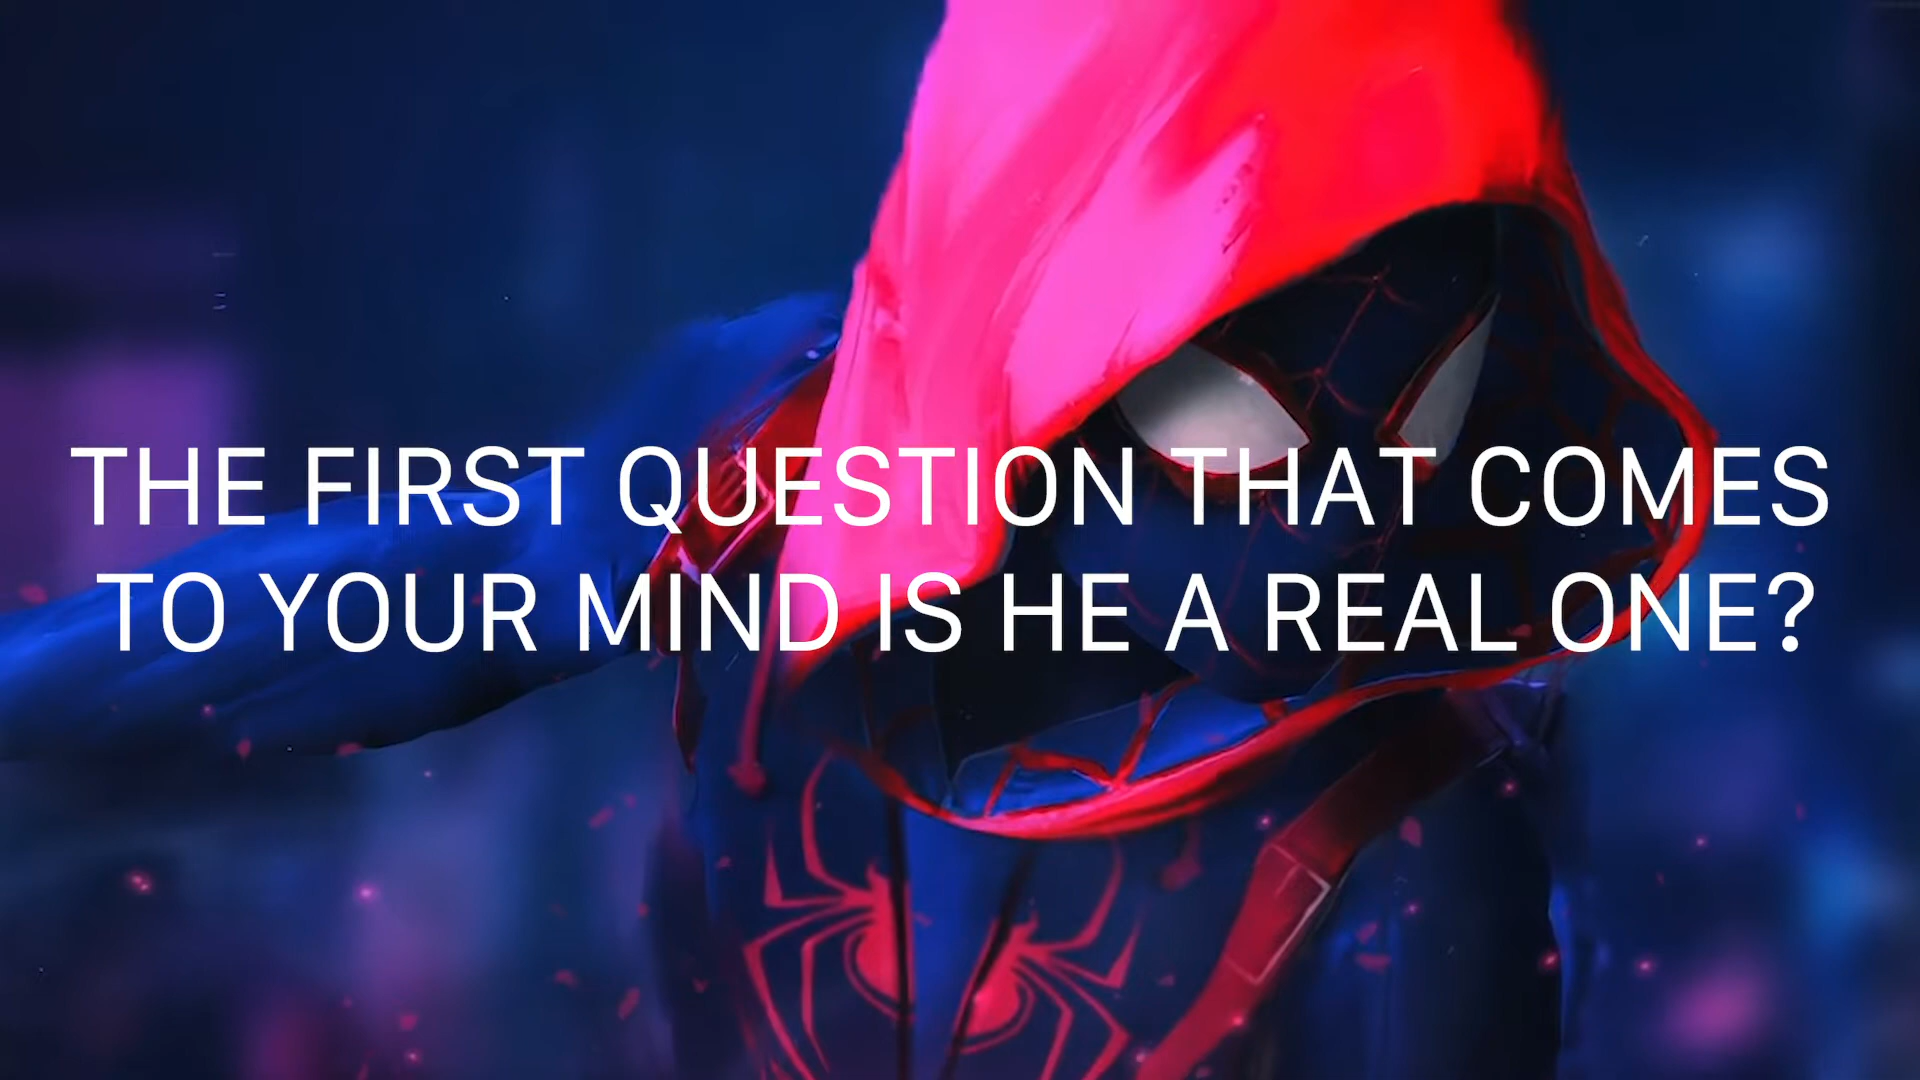 THE FIRST QUESTION THAT COMES
TO YOUR MIND IS HE A REAL ONE?